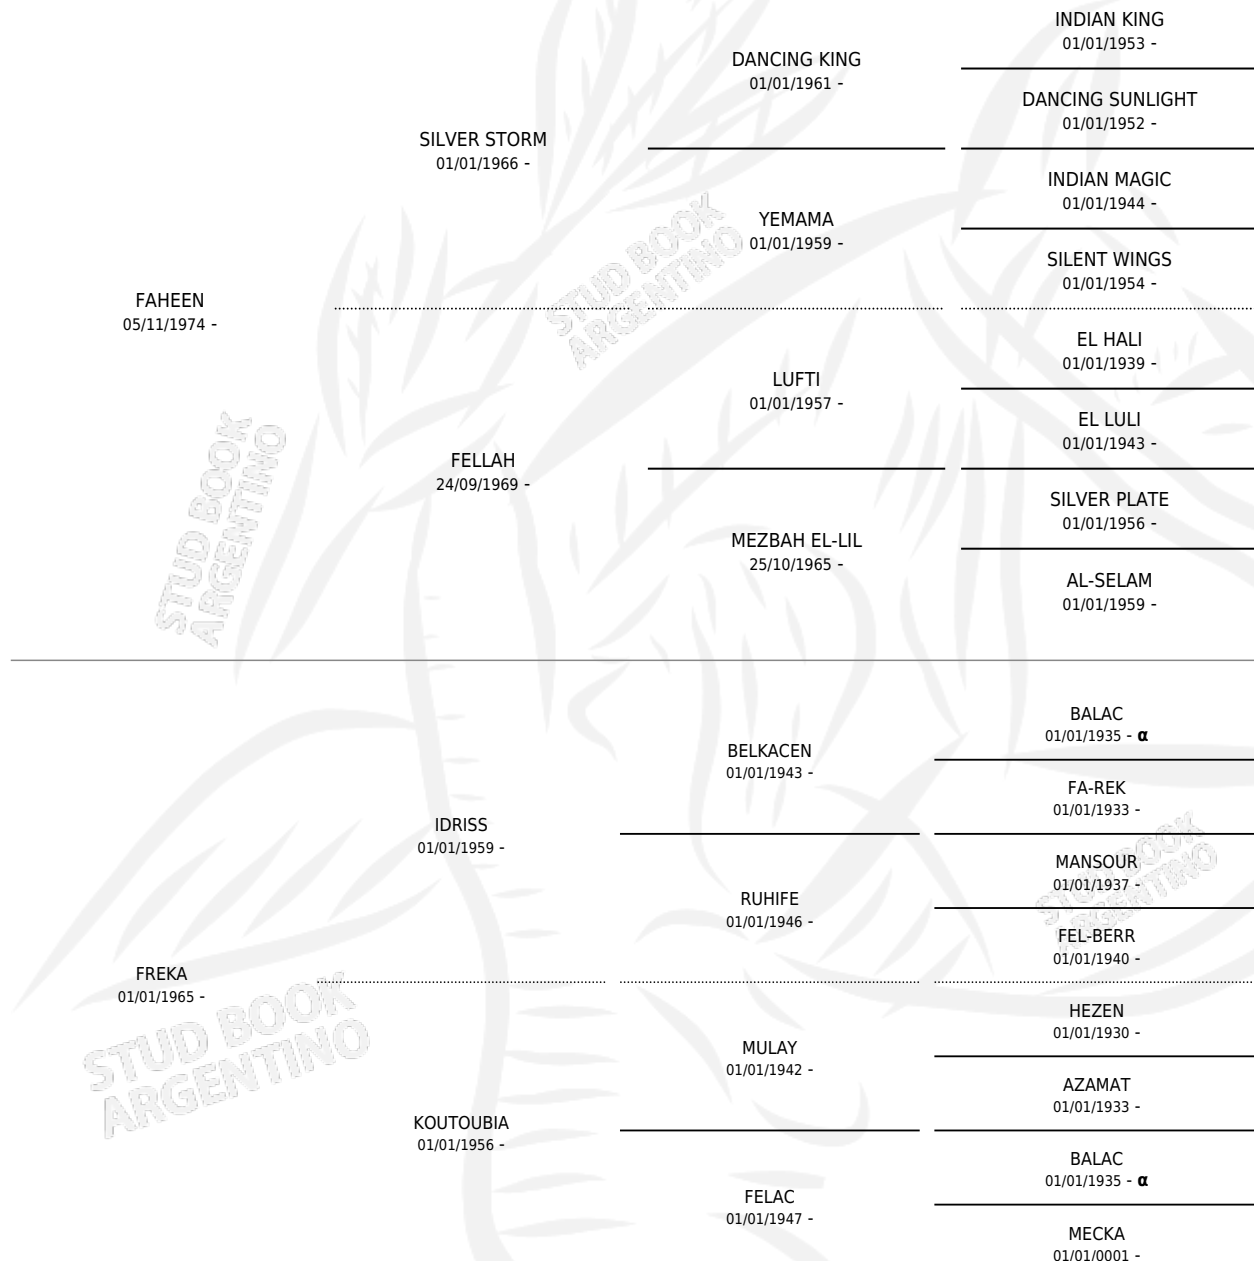 INDIAN KING
01/01/1953 -
DANCING KING
01/01/1961 -
DANCING SUNLIGHT
01/01/1952 -
SILVER STORM
01/01/1966 -
INDIAN MAGIC
01/01/1944 -
YEMAMA
01/01/1959 -
SILENT WINGS
01/01/1954 -
FAHEEN
05/11/1974 -
EL HALI
01/01/1939 -
LUFTI
01/01/1957 -
EL LULI
01/01/1943 -
FELLAH
24/09/1969 -
SILVER PLATE
01/01/1956 -
MEZBAH EL-LIL
25/10/1965 -
AL-SELAM
01/01/1959 -
STUD BOOK
ARGENTINO
STUD BOOK
ARGENTINO
BALAC
01/01/1935 - α
BELKACEN
01/01/1943 -
FA-REK
01/01/1933 -
IDRISS
01/01/1959 -
MANSOUR
01/01/1937 -
RUHIFE
01/01/1946 -
FEL-BERR
01/01/1940 -
FREKA
01/01/1965 -
HEZEN
01/01/1930 -
MULAY
01/01/1942 -
AZAMAT
01/01/1933 -
KOUTOUBIA
01/01/1956 -
BALAC
01/01/1935 - α
FELAC
01/01/1947 -
MECKA
01/01/0001 -
STUD BOOK
ARGENTINO
STUD BOOK
ARGENTINO